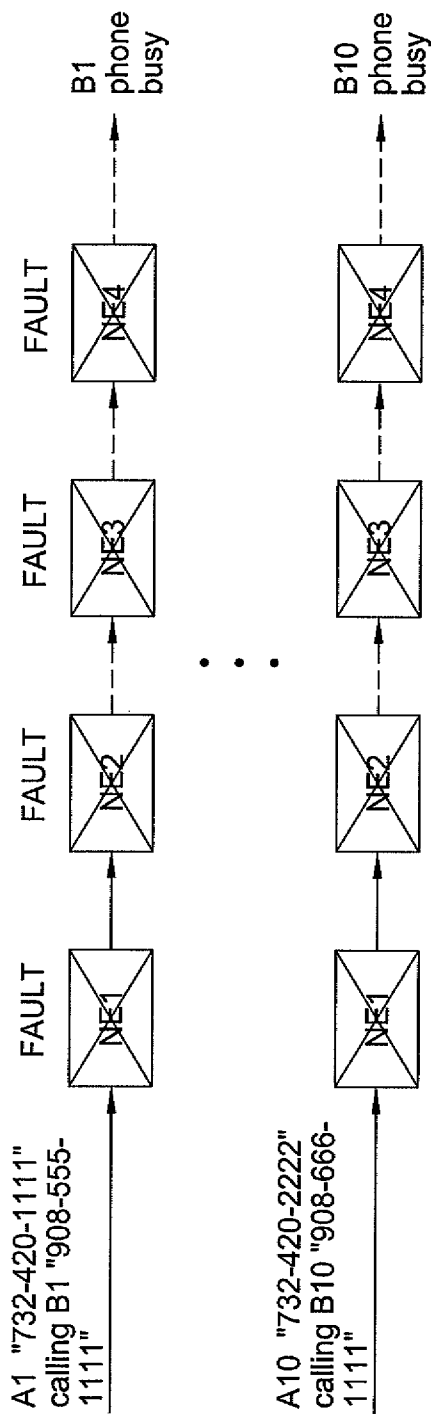 A1 "732-420-1111"
calling B1 "908-555-
1111"
FAULT
NE1
FAULT
NE2
FAULT
NE3
FAULT
NE4
B1
phone
busy
A10 "732-420-2222"
calling B10 "908-666-
1111"
NE1
NE2
NE3
NE4
B10
phone
busy